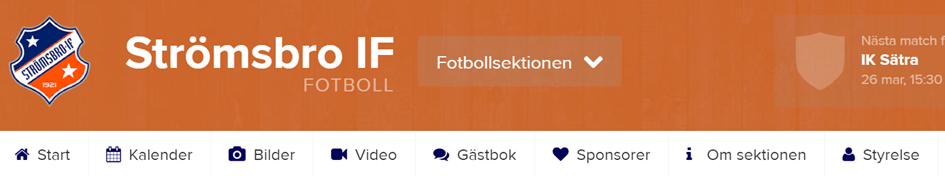 STRÖMSBRO-IF
1921
Strömsbro IF
FOTBOLL
Fotbollsektionen
Nästa match f
IK Sätra
26 mar, 15:30
Start Kalender Bilder Video Gästbok Sponsorer Om sektionen Styrelse